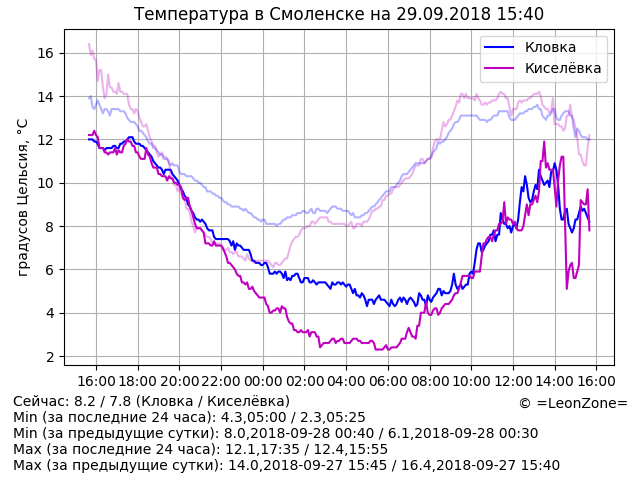 Температура в Смоленске на 29.09.2018 15:40
Кловка
Киселёвка
градусов Цельсия, °C
16
14
12
10
8
6
4
2
16:00 18:00 20:00 22:00 00:00 02:00 04:00 06:00 08:00 10:00 12:00 14:00 16:00
Сейчас: 8.2 / 7.8 (Кловка / Киселёвка)
© =LeonZone=
Min (за последние 24 часа): 4.3,05:00 / 2.3,05:25
Min (за предыдущие сутки): 8.0,2018-09-28 00:40 / 6.1,2018-09-28 00:30
Max (за последние 24 часа): 12.1,17:35 / 12.4,15:55
Max (за предыдущие сутки): 14.0,2018-09-27 15:45 / 16.4,2018-09-27 15:40